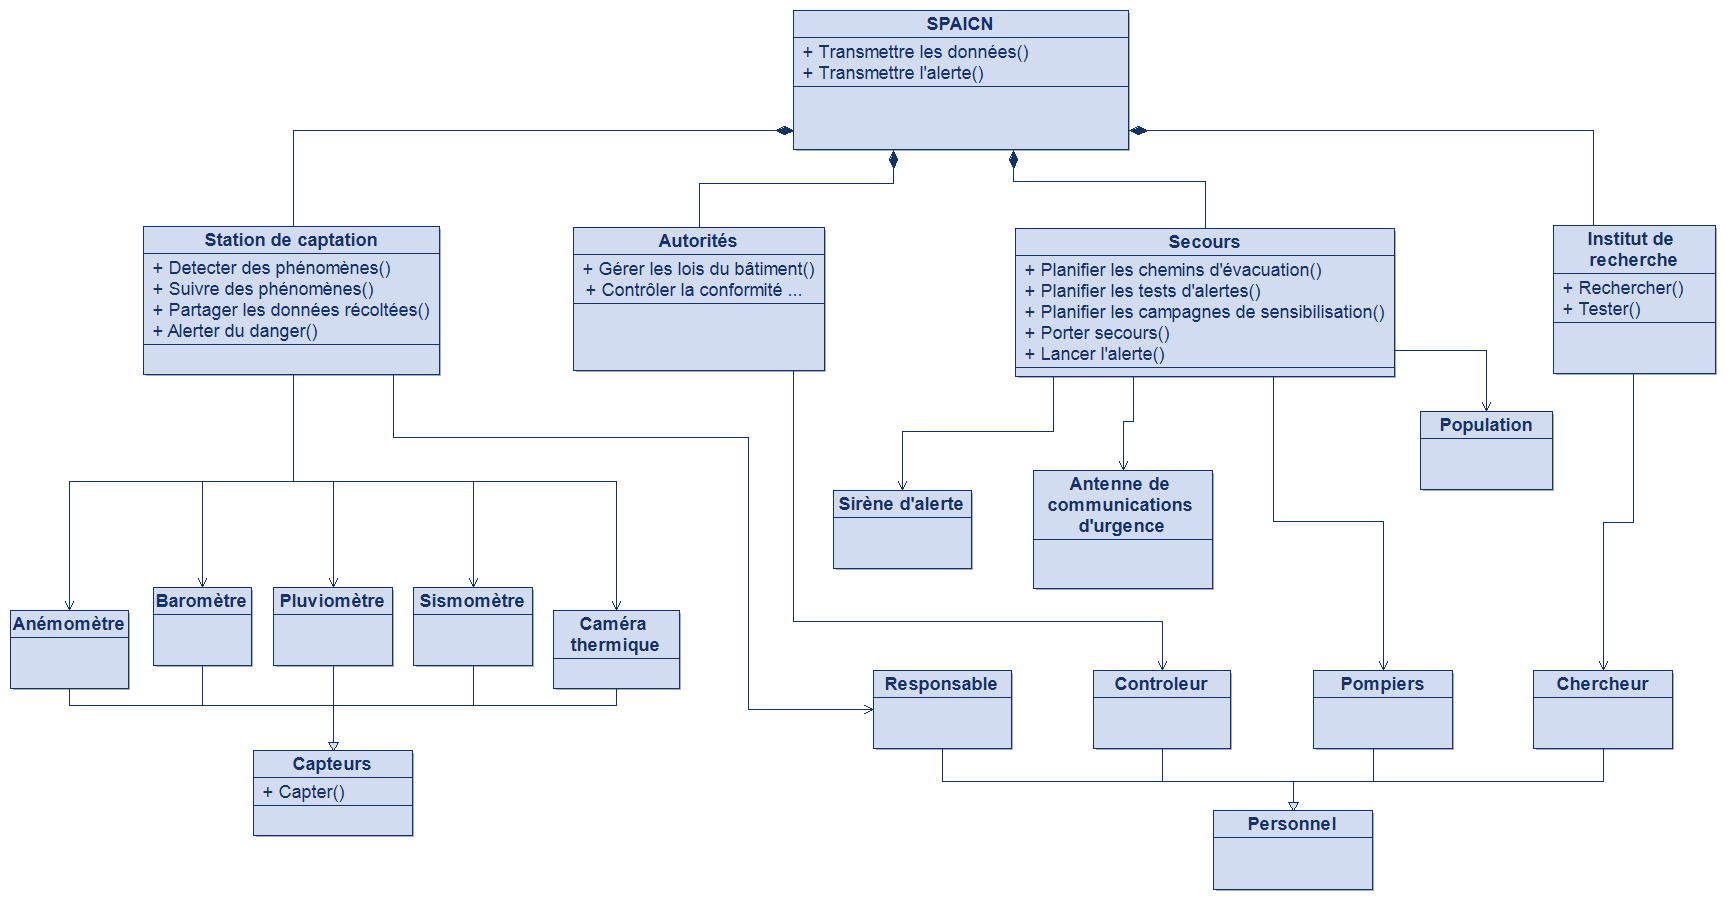 SPAICN
+ Transmettre les données()
+ Transmettre l'alerte()
Station de captation
+ Detecter des phénomènes()
+ Suivre des phénomènes()
+ Partager les données récoltées()
+ Alerter du danger()
Autorités
+ Gérer les lois du bâtiment()
+ Contrôler la conformité ...
Secours
+ Planifier les chemins d'évacuation()
+ Planifier les tests d'alertes()
+ Planifier les campagnes de sensibilisation()
+ Porter secours()
+ Lancer l'alerte()
Institut de
recherche
+ Rechercher()
+ Tester()
Population
Sirène d'alerte
Antenne de
communications
d'urgence
Anémomètre
Baromètre
Pluviomètre
Sismomètre
Caméra
thermique
Responsable
Controleur
Pompiers
Chercheur
Capteurs
+ Capter()
Personnel